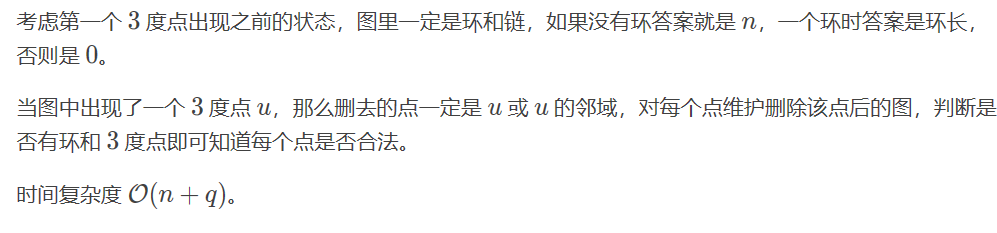 考虑第一个 3 度点出现之前的状态，图里一定是环和链，如果没有环答案就是 n，一个环时答案是环长，
否则是 0。
当图中出现了一个 3 度点 u，那么删去的点一定是 u 或 u 的邻域，对每个点维护删除该点后的图，判断是
否有环和 3 度点即可知道每个点是否合法。
时间复杂度 𝒪(n + q)。